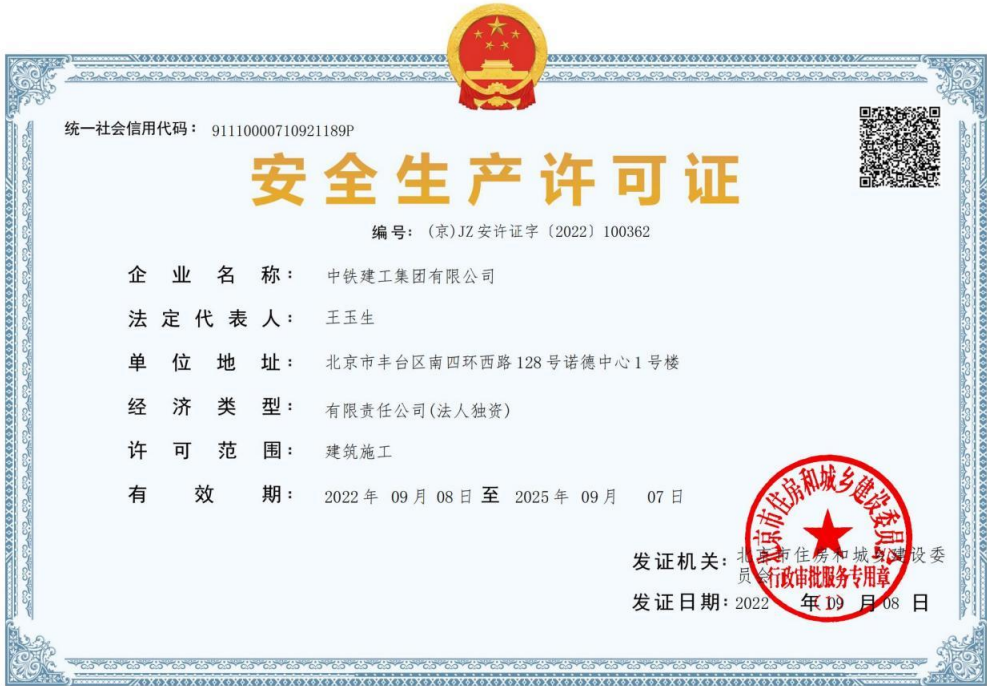 统一社会信用代码： 91110000710921189P
安全生产许可证
编号： (京)JZ安许证字〔2022〕100362
企业名称： 中铁建工集团有限公司
法定代表人： 王玉生
单位地址： 北京市丰台区南四环西路128号诺德中心1号楼
经济类型： 有限责任公司(法人独资)
许可范围： 建筑施工
有效期： 2022年 09月 08日 至 2025年 09月 07日
发证机关： 北京市住房和城乡建设委
员会
发证日期： 2022 年 09 月 08 日
北京市住房和城乡建设委员会
行政审批服务专用章
(1)